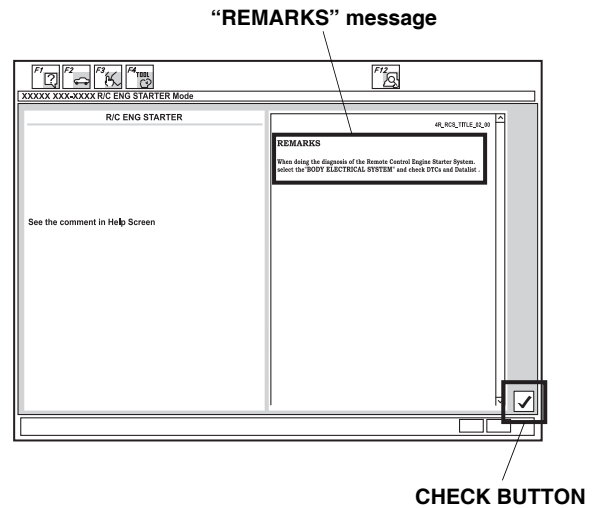 “REMARKS” message
F1 F2 F3 F4 TOOL F12
XXXXX XXX-XXXX R/C ENG STARTER Mode
R/C ENG STARTER
4R_RCS_TITLE_02_00
REMARKS
When doing the diagnosis of the Remote Control Engine Starter System.
select the"BODY ELECTRICAL SYSTEM" and check DTCs and Datalist .
See the comment in Help Screen
CHECK BUTTON